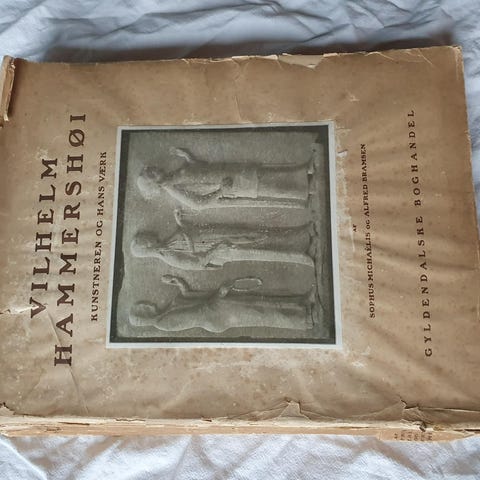 VILHELM
HAMMERSHØI
KUNSTNEREN OG HANS VÆRK
AF
SOPHUS MICHAËLIS OG ALFRED BRAMSEN
GYLDENDALSKE BOGHANDEL